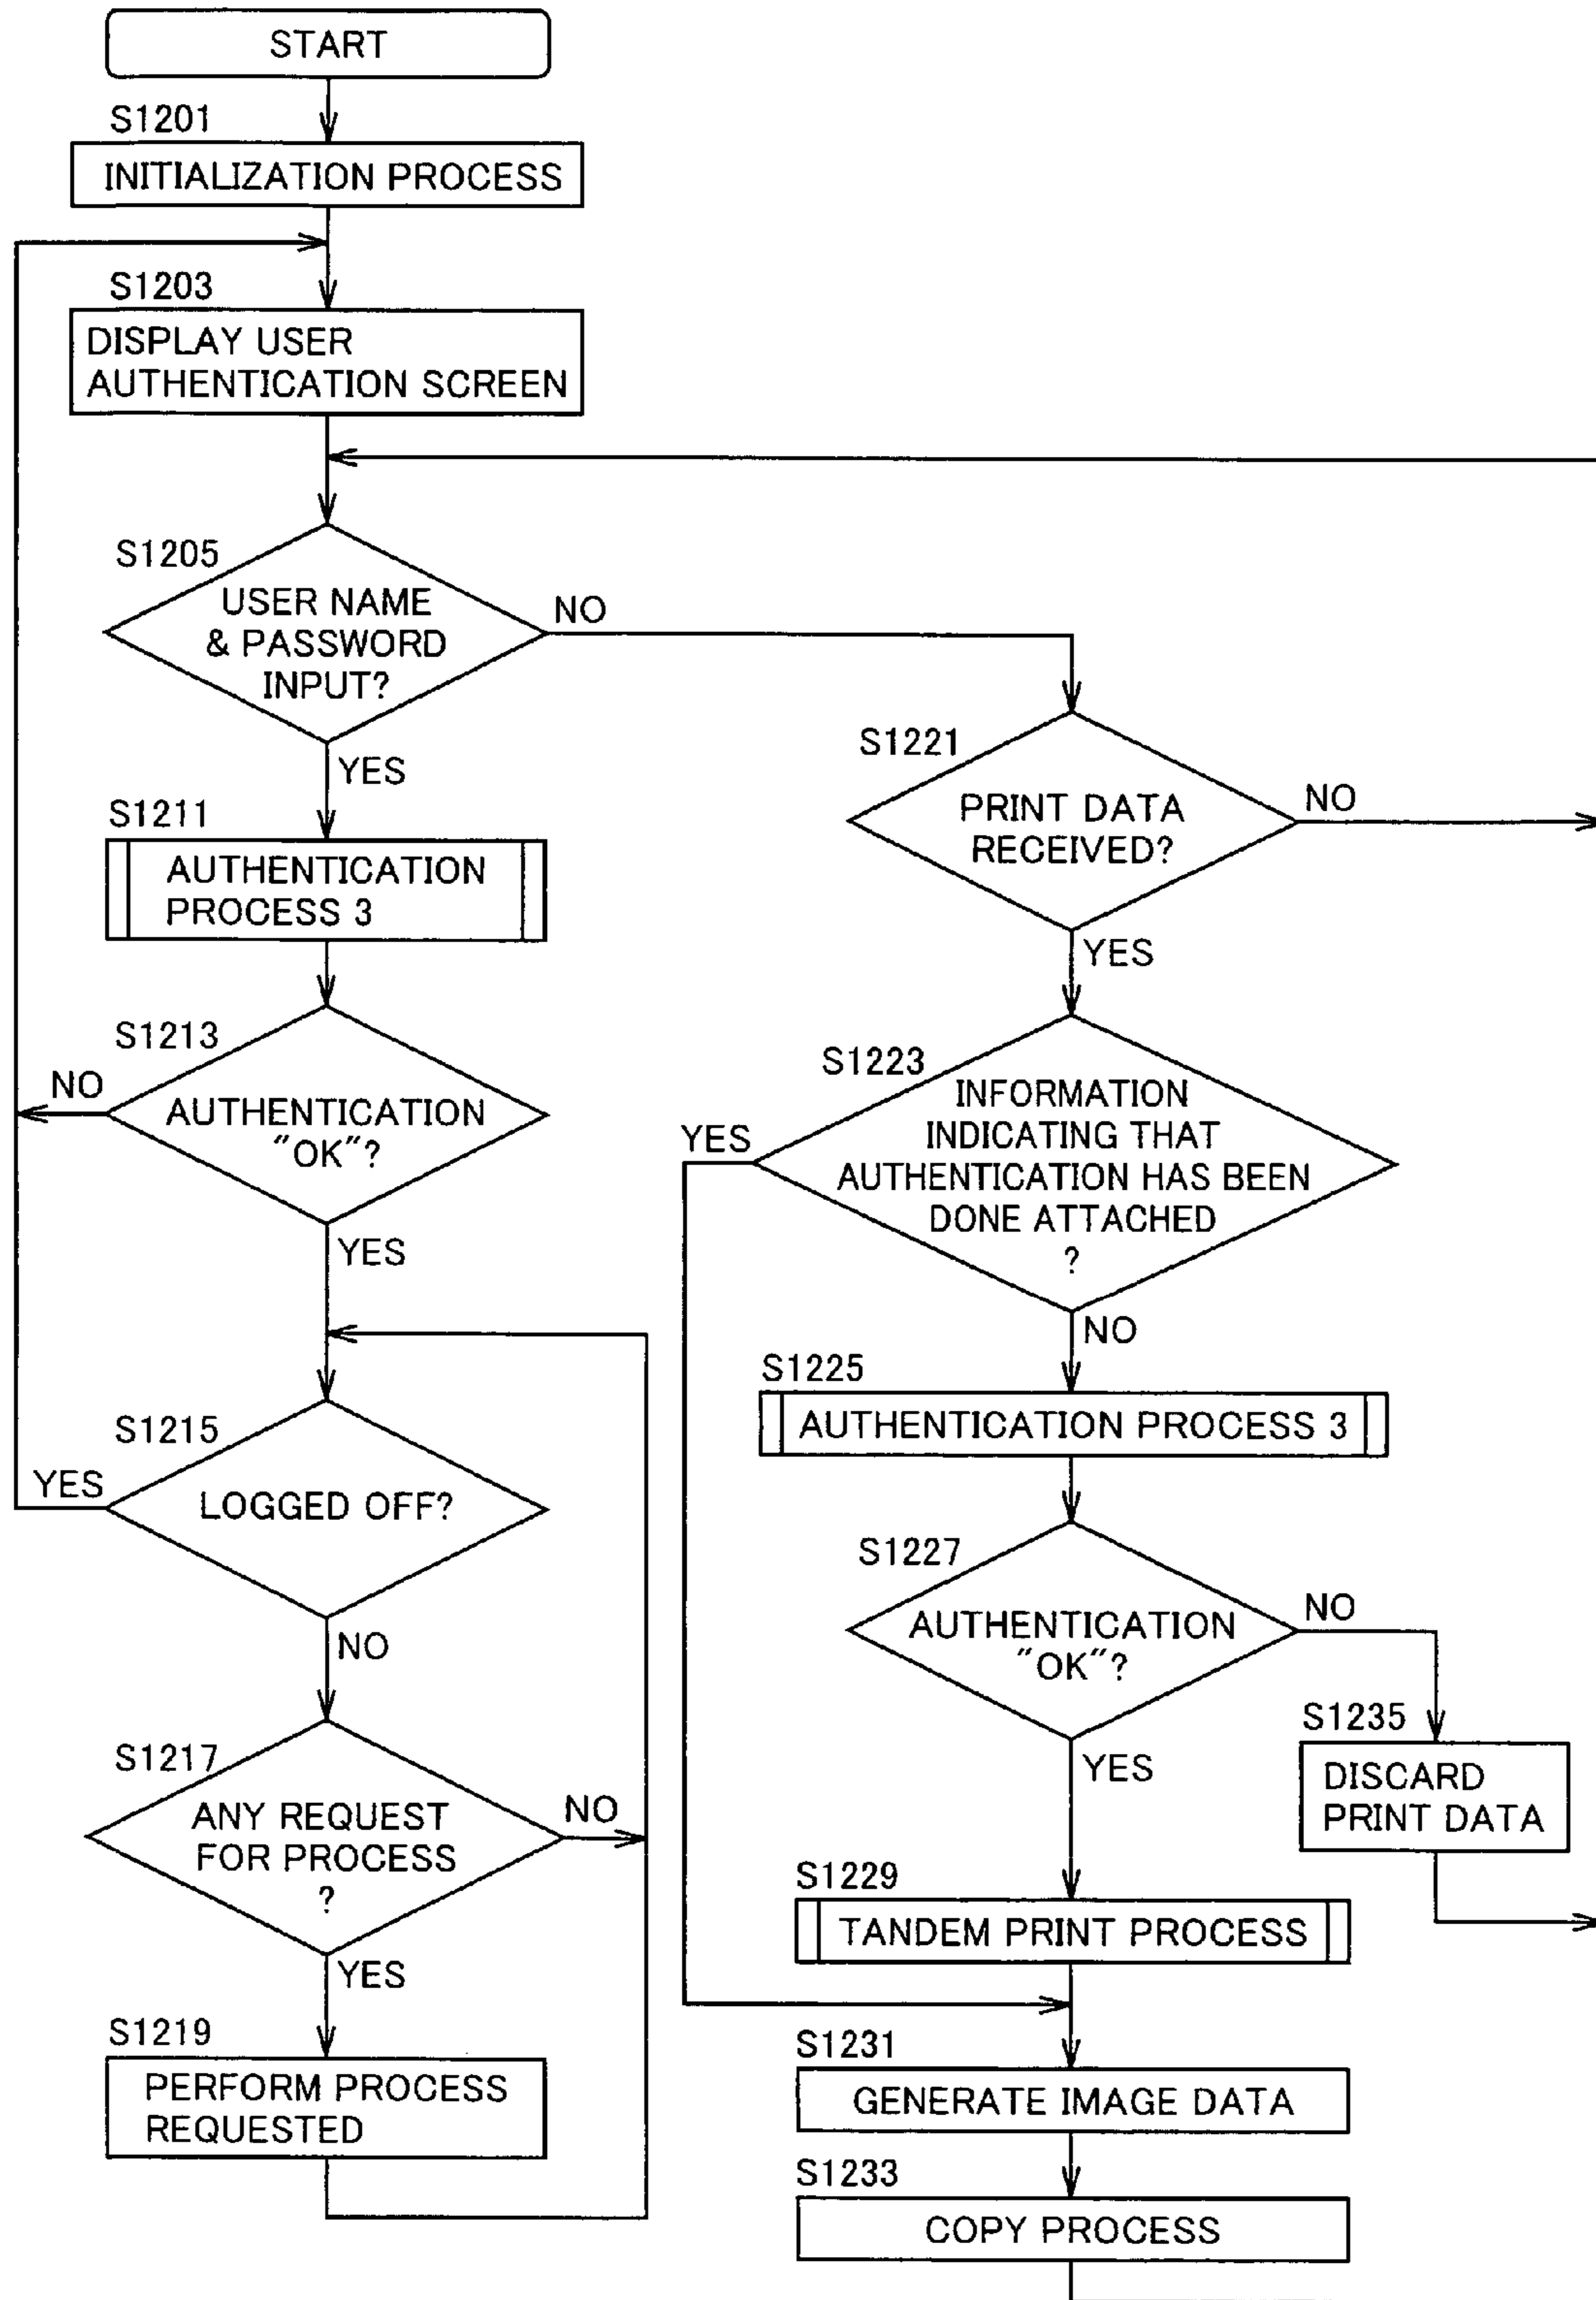 START
S1201
INITIALIZATION PROCESS
S1203
DISPLAY USER
AUTHENTICATION SCREEN
S1205
USER NAME
& PASSWORD
INPUT?
NO
YES
S1211
AUTHENTICATION
PROCESS 3
S1213
NO
AUTHENTICATION
"OK"?
YES
S1215
YES
LOGGED OFF?
NO
S1217
ANY REQUEST
FOR PROCESS
?
NO
YES
S1219
PERFORM PROCESS
REQUESTED
S1221
PRINT DATA
RECEIVED?
NO
YES
S1223
YES
INFORMATION
INDICATING THAT
AUTHENTICATION HAS BEEN
DONE ATTACHED
?
NO
S1225
AUTHENTICATION PROCESS 3
S1227
AUTHENTICATION
"OK"?
NO
YES
S1235
DISCARD
PRINT DATA
S1229
TANDEM PRINT PROCESS
S1231
GENERATE IMAGE DATA
S1233
COPY PROCESS